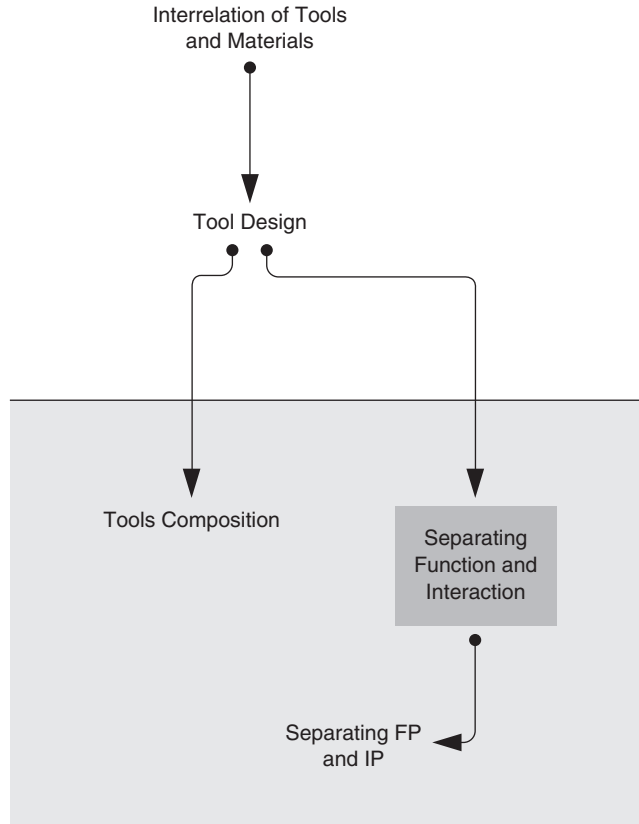 Interrelation of Tools
and Materials
Tool Design
Tools Composition
Separating
Function and
Interaction
Separating FP
and IP